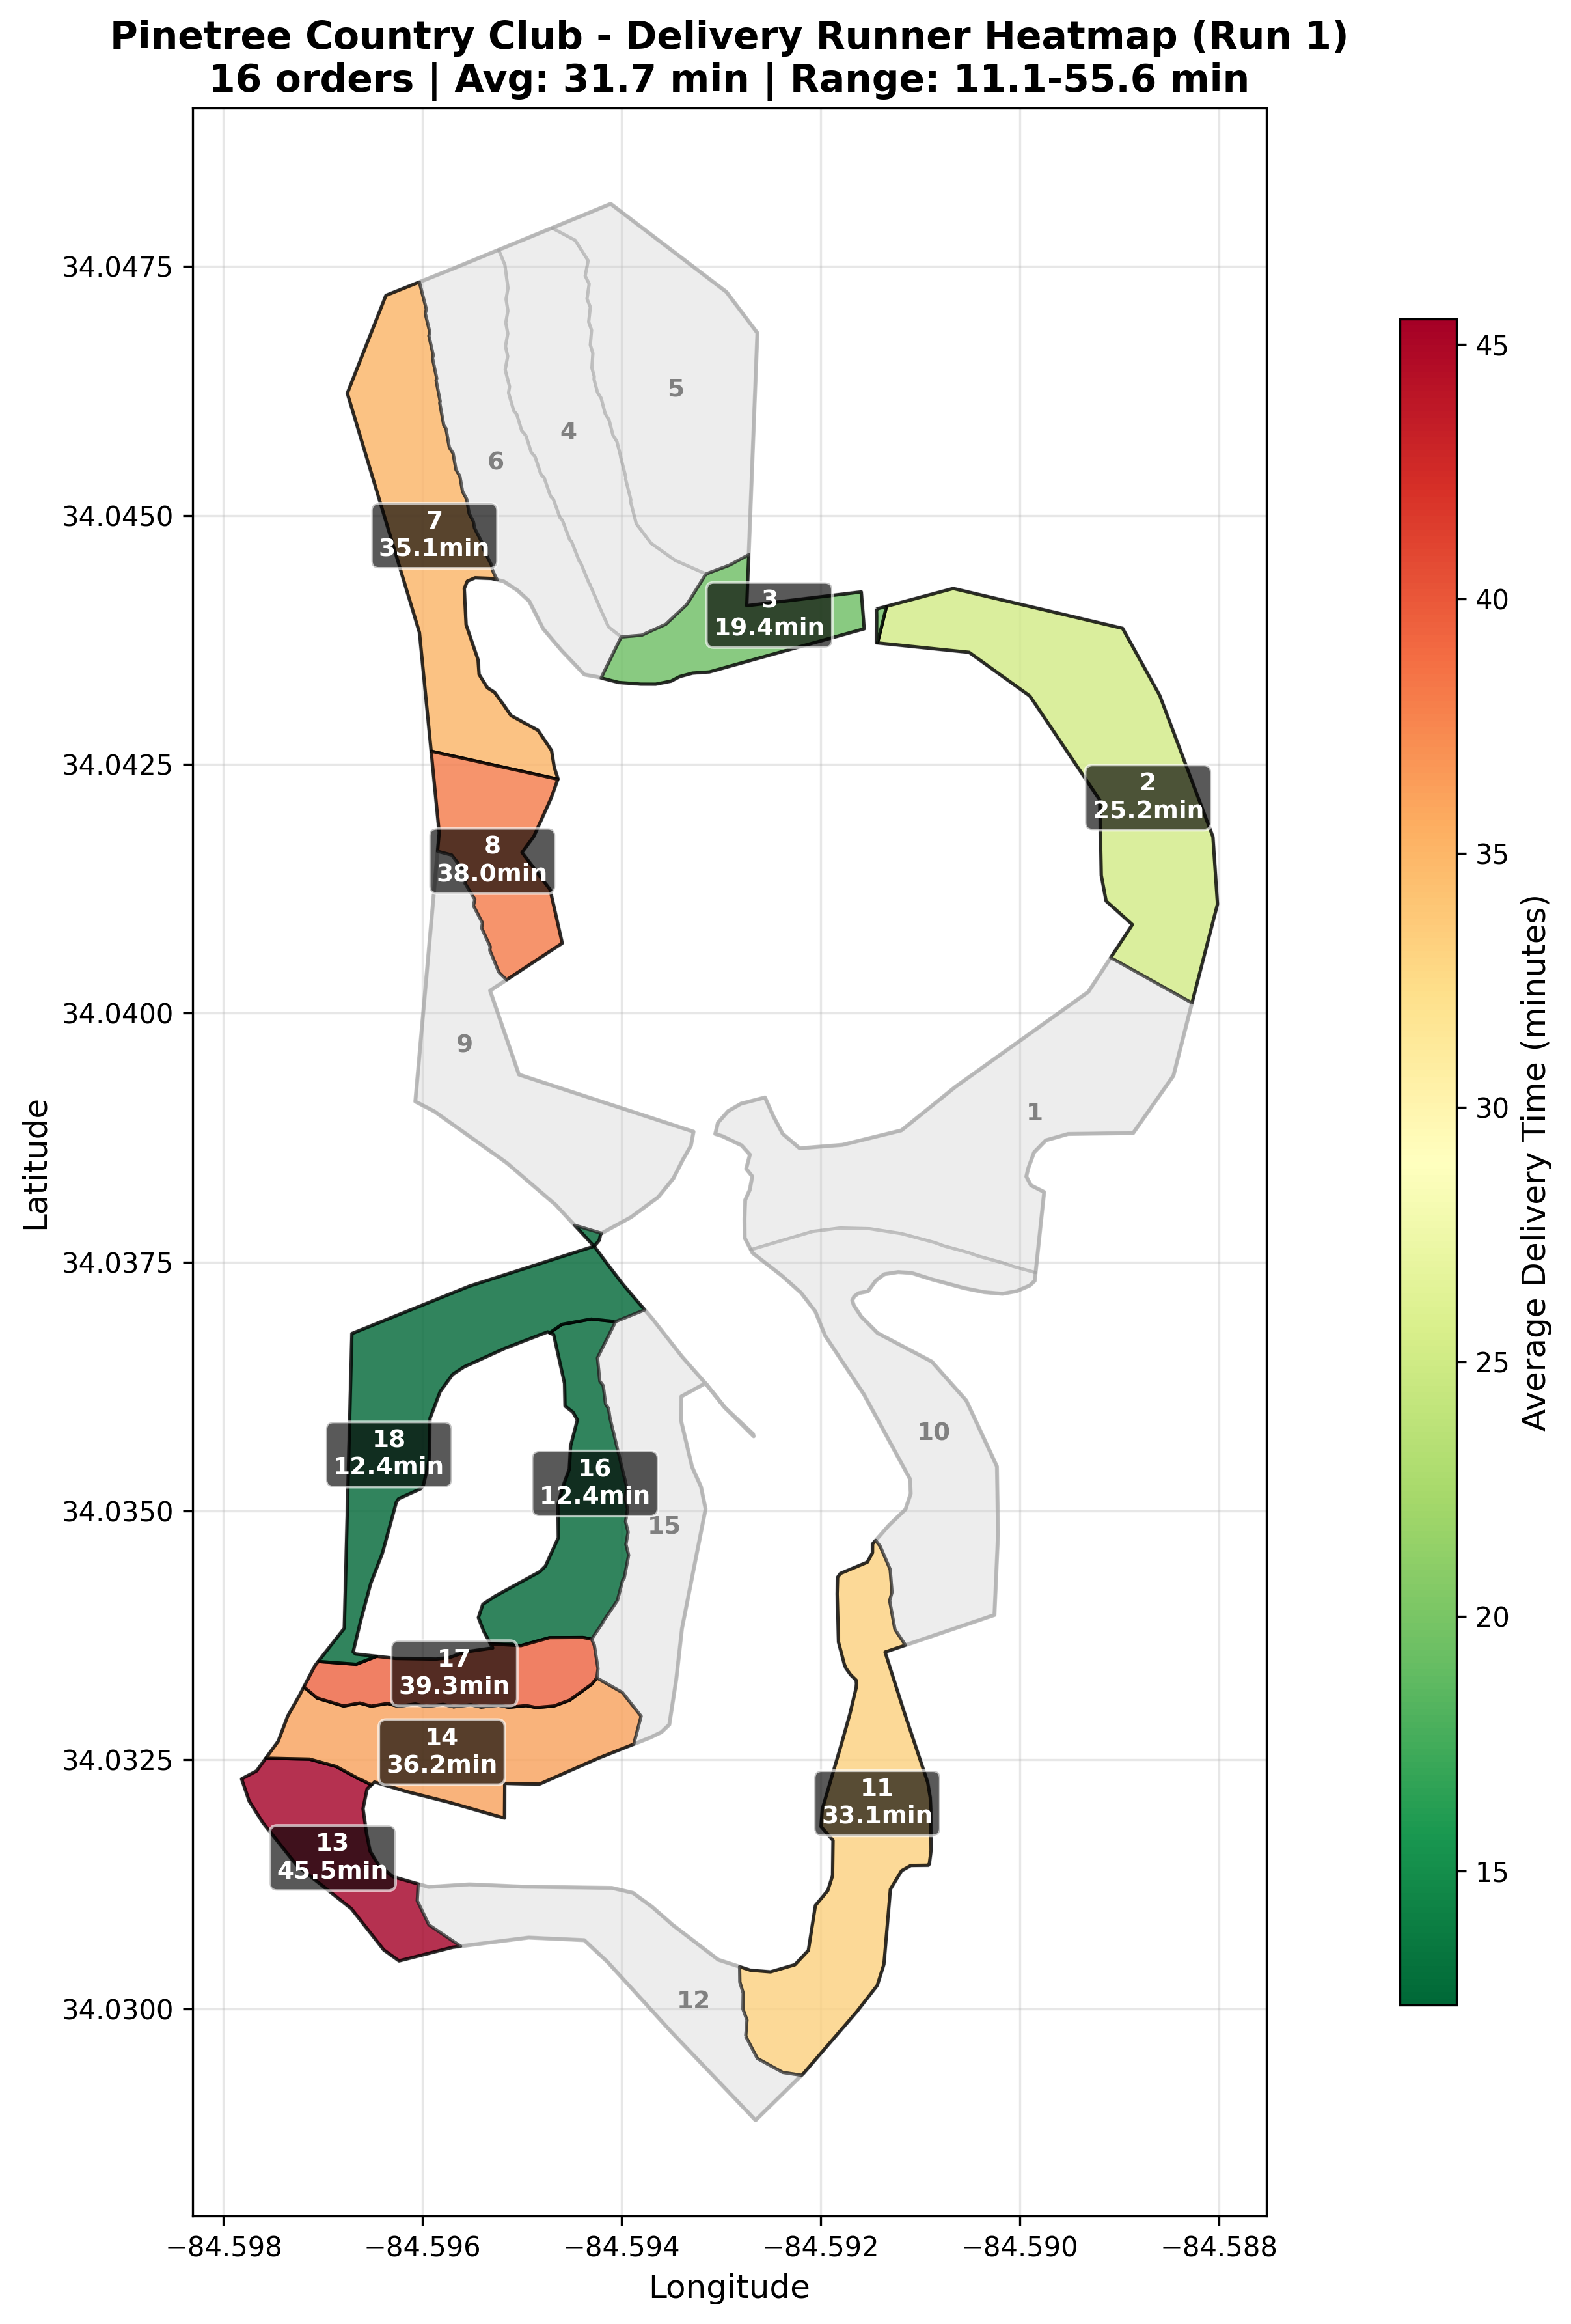 Pinetree Country Club - Delivery Runner Heatmap (Run 1)
16 orders | Avg: 31.7 min | Range: 11.1-55.6 min
34.0475
34.0450
34.0425
34.0400
34.0375
34.0350
34.0325
34.0300
Latitude
5
4
6
7
35.1min
3
19.4min
2
25.2min
8
38.0min
9
1
10
18
12.4min
16
12.4min
15
17
39.3min
14
36.2min
11
33.1min
13
45.5min
12
−84.598
−84.596
−84.594
−84.592
−84.590
−84.588
Longitude
45
40
35
30
25
20
15
Average Delivery Time (minutes)